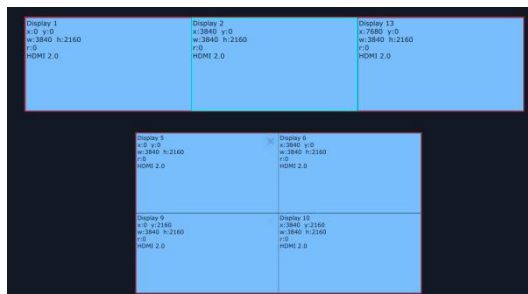 Display 1
x:0 y:0
w:3840 h:2160
r:0
HDMI 2.0
Display 2
x:3840 y:0
w:3840 h:2160
r:0
HDMI 2.0
Display 13
x:7680 y:0
w:3840 h:2160
r:0
HDMI 2.0
Display 5
x:0 y:0
w:3840 h:2160
r:0
HDMI 2.0
Display 6
x:3840 y:0
w:3840 h:2160
r:0
HDMI 2.0
Display 9
x:0 y:2160
w:3840 h:2160
r:0
HDMI 2.0
Display 10
x:3840 y:2160
w:3840 h:2160
r:0
HDMI 2.0